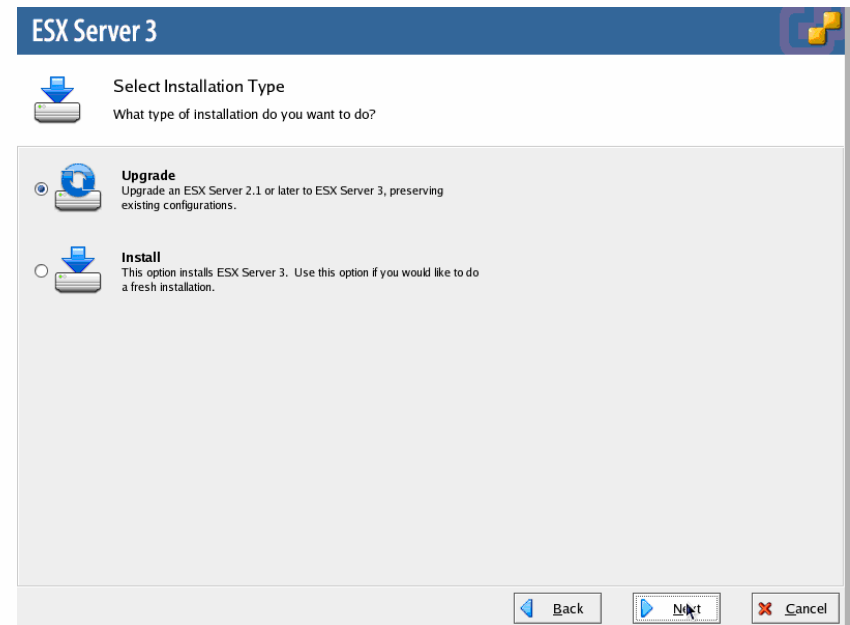 ESX Server 3
Select Installation Type
What type of installation do you want to do?
Upgrade
Upgrade an ESX Server 2.1 or later to ESX Server 3, preserving
existing configurations.
Install
This option installs ESX Server 3.  Use this option if you would like to do
a fresh installation.
Back
Next
Cancel